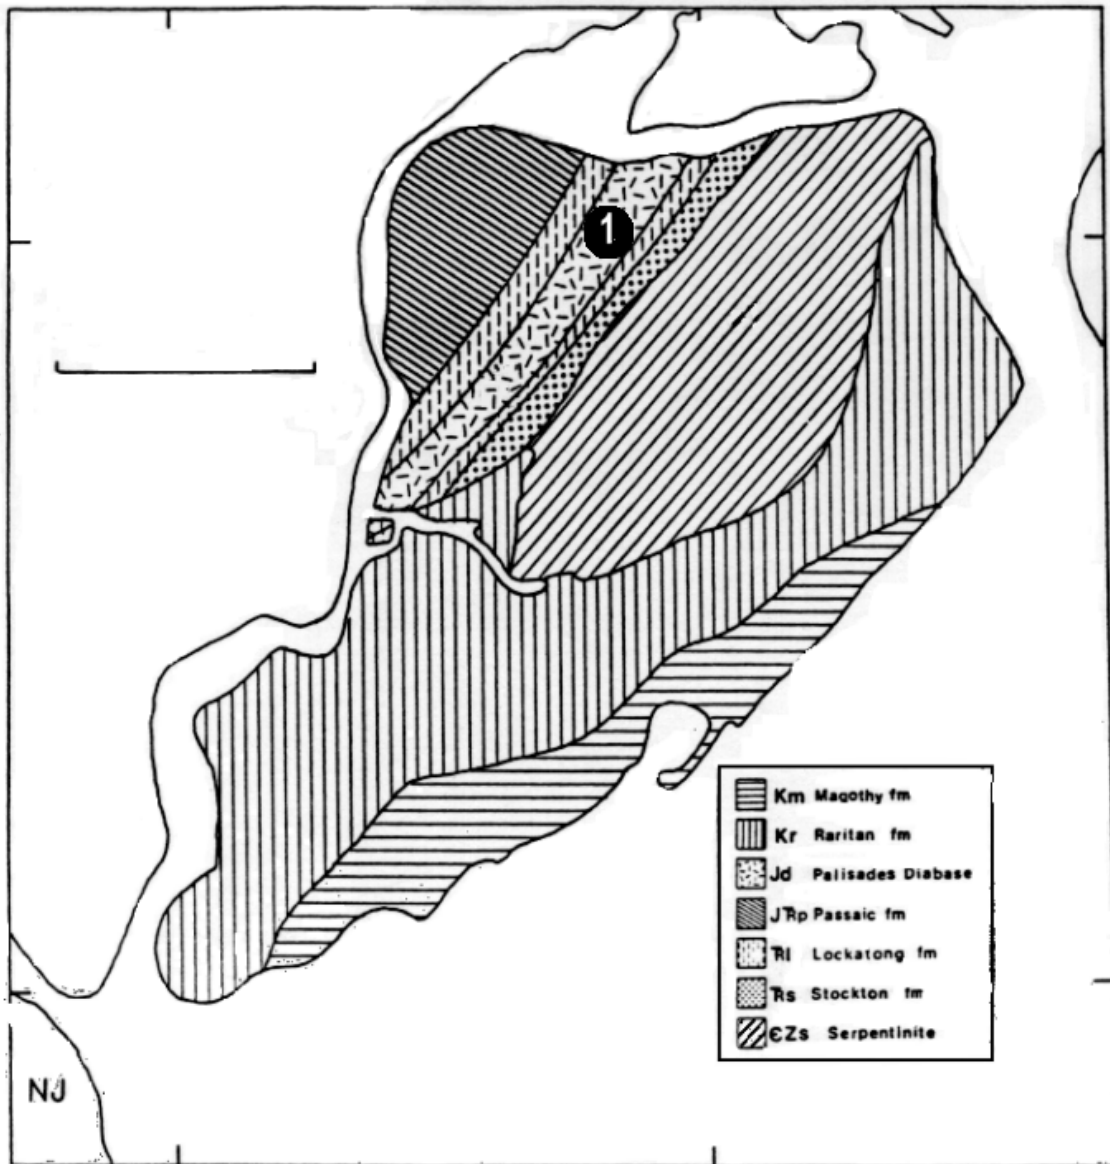 1
Km Magothy fm
Kr Raritan fm
Jd Palisades Diabase
JTRp Passaic fm
TRl Lockatong fm
TRs Stockton fm
ЄZs Serpentinite
NJ